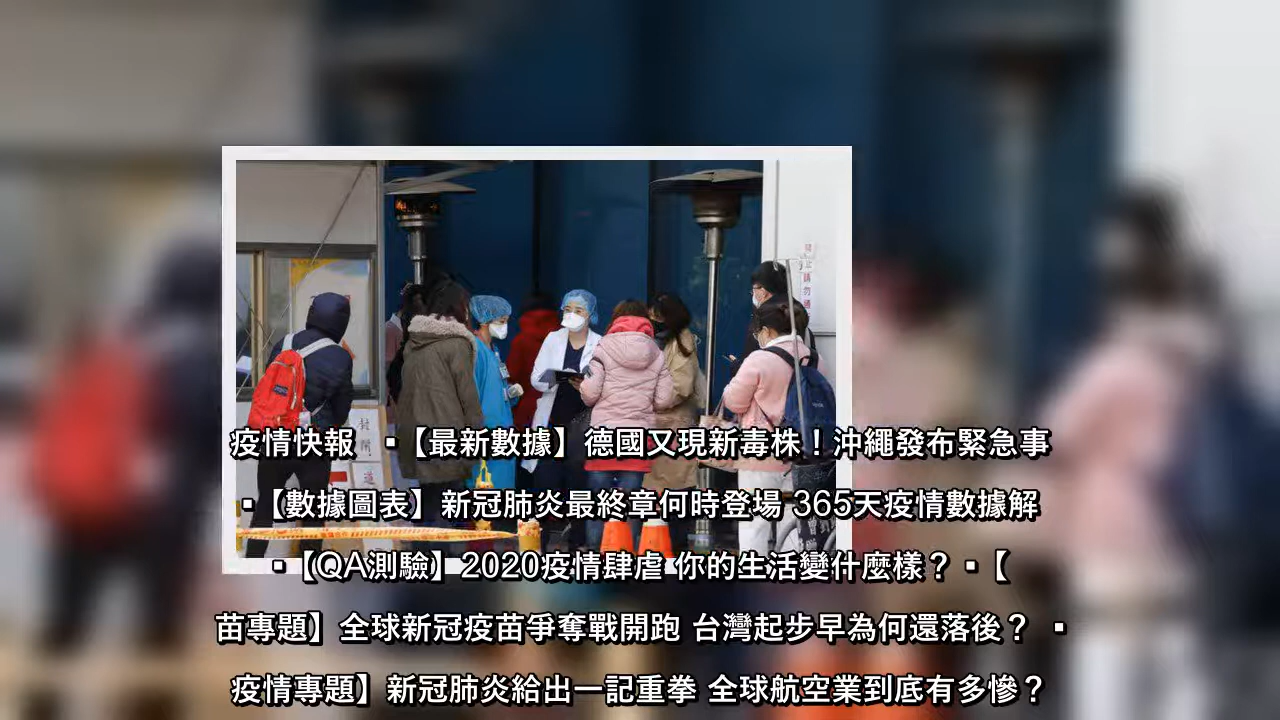 疫情快報 ▪【最新數據】德國又現新毒株！沖繩發布緊急事
▪【數據圖表】新冠肺炎最終章何時登場 365天疫情數據解
▪【QA測驗】2020疫情肆虐 你的生活變什麼樣？▪【
苗專題】全球新冠疫苗爭奪戰開跑 台灣起步早為何還落後？ ▪
疫情專題】新冠肺炎給出一記重拳 全球航空業到底有多慘？